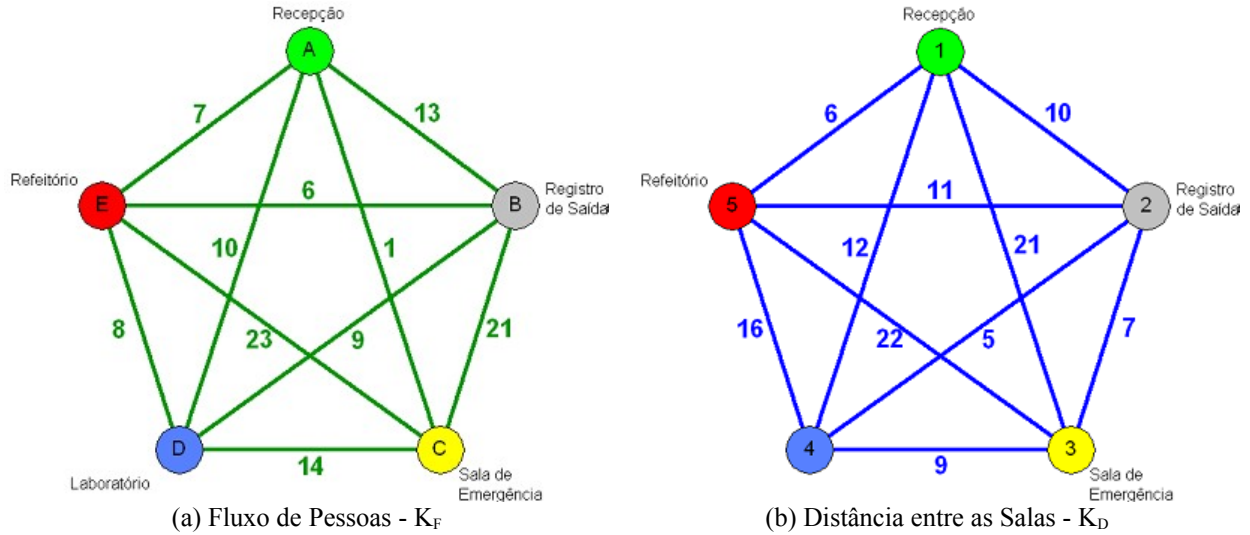 Recepção
A
7
13
Refeitório
E
6
B
Registro
de Saída
10
1
8
23
9
21
D
C
14
Laboratório
Sala de
Emergência
(a) Fluxo de Pessoas - K_F
Recepção
1
6
10
Refeitório
5
11
2
Registro
de Saída
12
21
16
22
5
7
4
3
9
Sala de
Emergência
(b) Distância entre as Salas - K_D